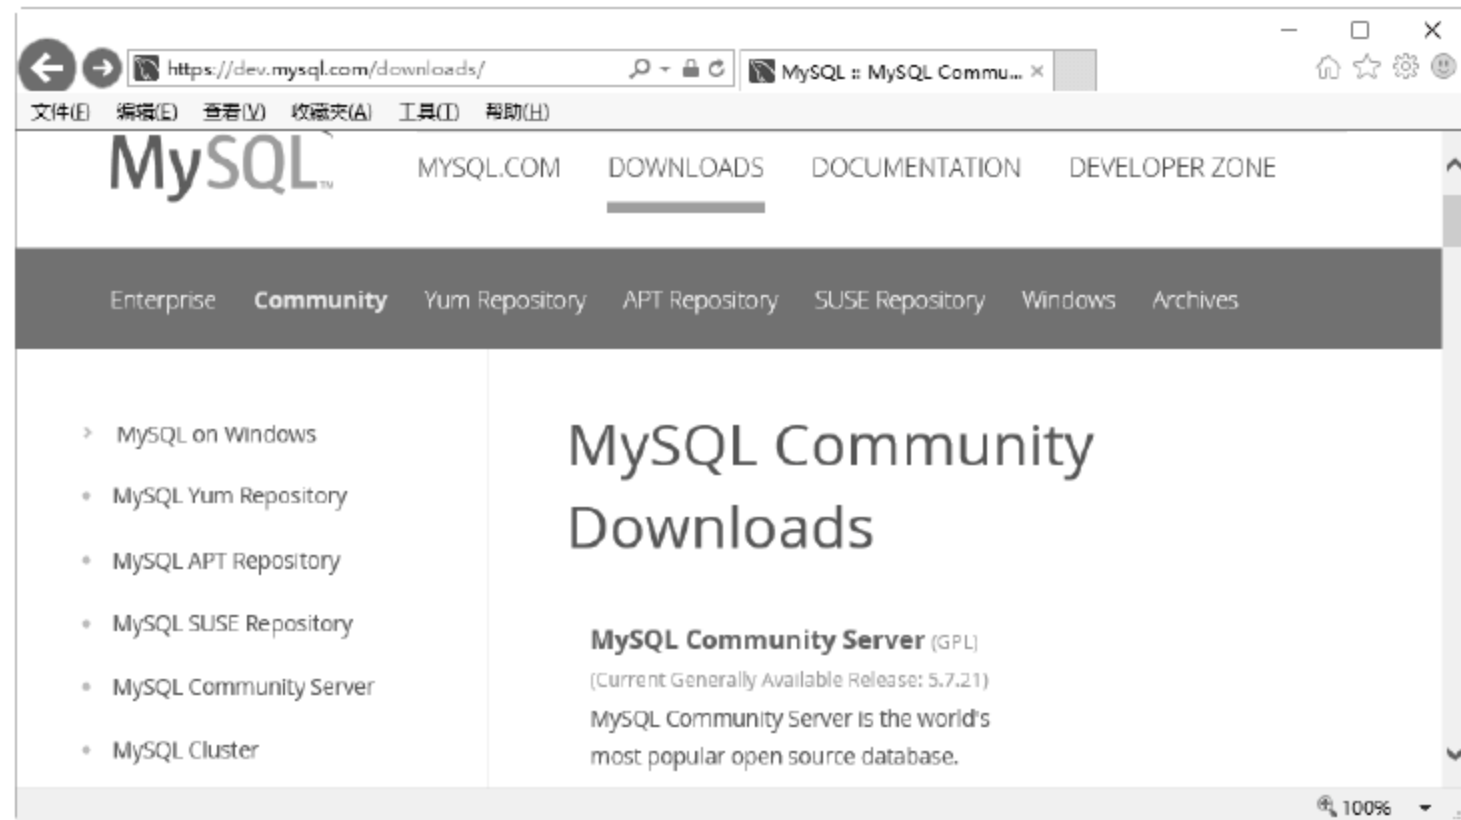 https://dev.mysql.com/downloads/
MySQL :: MySQL Commu...
文件(F) 编辑(E) 查看(V) 收藏夹(A) 工具(T) 帮助(H)
MySQL™ MYSQL.COM DOWNLOADS DOCUMENTATION DEVELOPER ZONE
Enterprise Community Yum Repository APT Repository SUSE Repository Windows Archives
MySQL on Windows
MySQL Yum Repository
MySQL APT Repository
MySQL SUSE Repository
MySQL Community Server
MySQL Cluster
MySQL Community
Downloads
MySQL Community Server (GPL)
(Current Generally Available Release: 5.7.21)
MySQL Community Server is the world's
most popular open source database.
100%